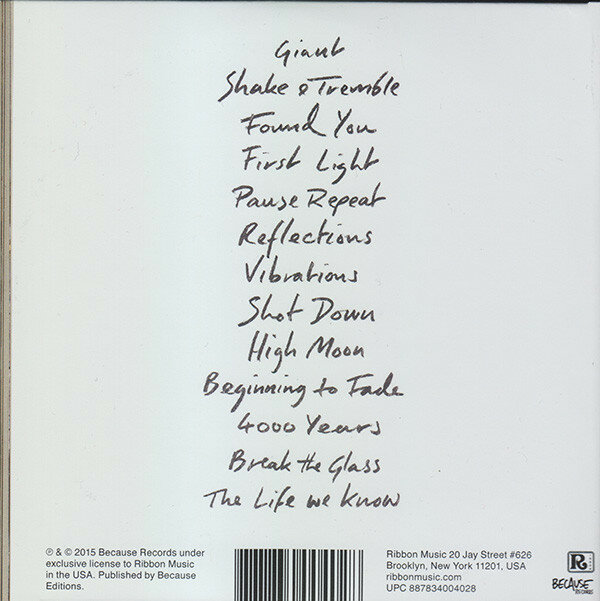 Giant
Shake & Tremble
Found You
First Light
Pause Repeat
Reflections
Vibrations
Shot Down
High Moon
Beginning to Fade
4000 Years
Break the Glass
The Life we Know
℗ & © 2015 Because Records under
exclusive license to Ribbon Music
in the USA. Published by Because
Editions.
Ribbon Music 20 Jay Street #626
Brooklyn, New York 11201, USA
ribbonmusic.com
UPC 887834004028
R
BECAUSE
RECORDS